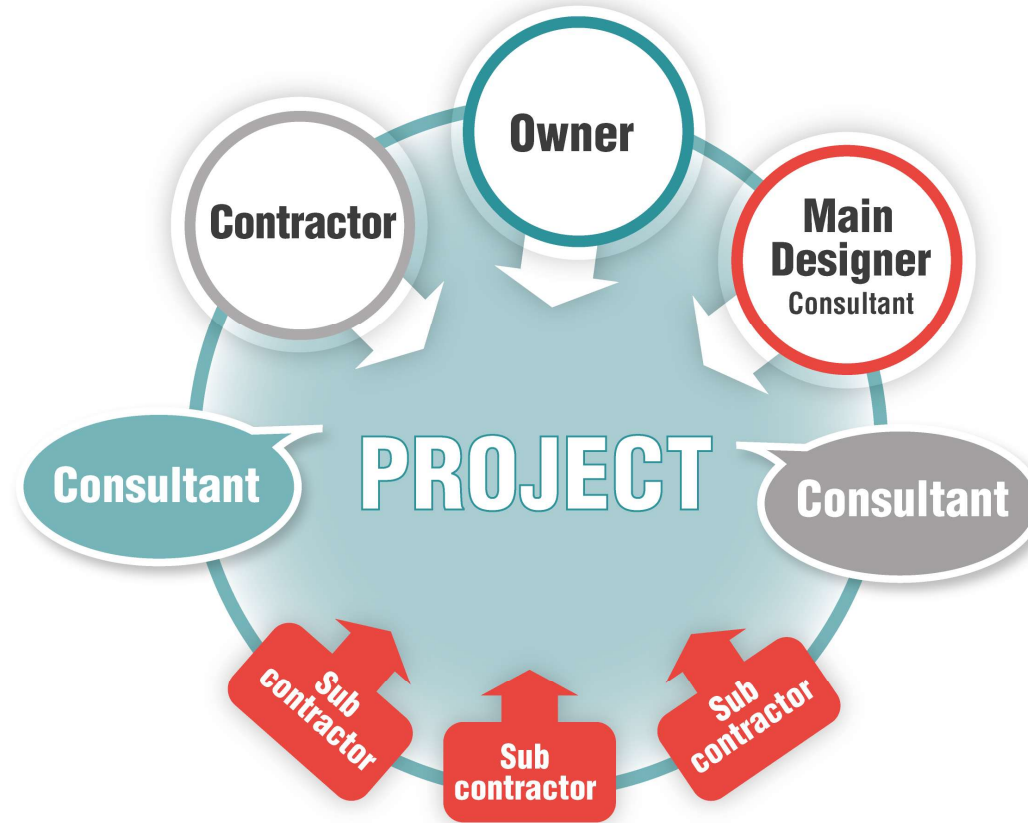 Owner
Contractor
Main
Designer
Consultant
PROJECT
Consultant
Consultant
Sub
contractor
Sub
contractor
Sub
contractor